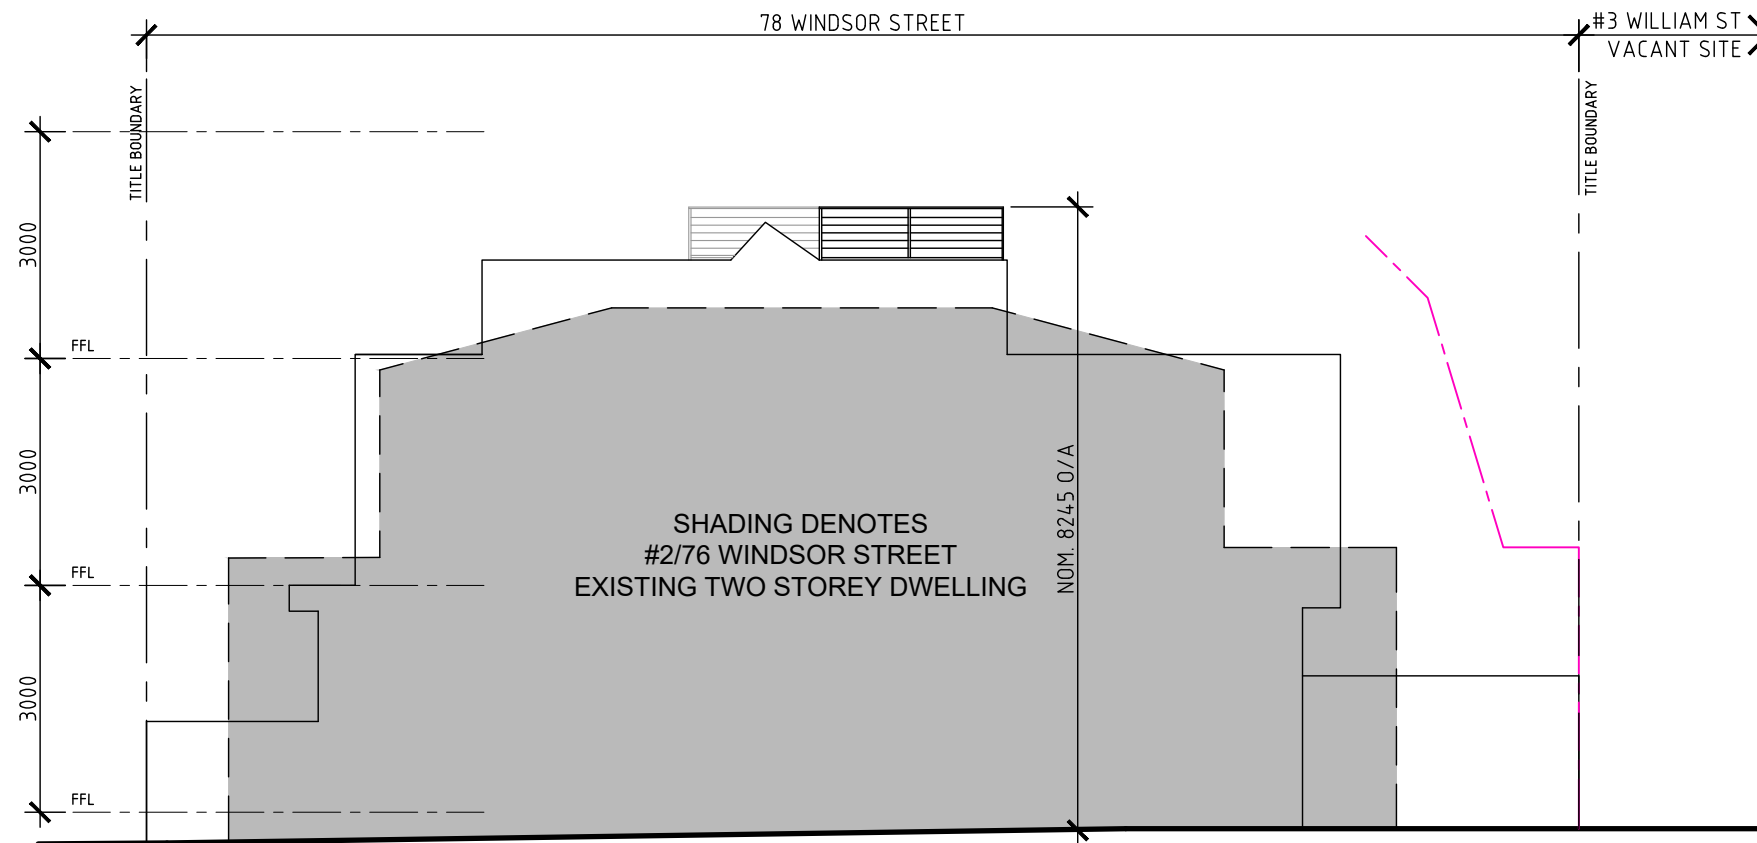 78 WINDSOR STREET
#3 WILLIAM ST
VACANT SITE
TITLE BOUNDARY
TITLE BOUNDARY
3000
FFL
3000
FFL
3000
FFL
NOM. 8245 O/A
SHADING DENOTES
#2/76 WINDSOR STREET
EXISTING TWO STOREY DWELLING